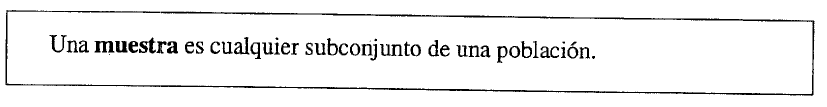 Una muestra es cualquier subconjunto de una población.